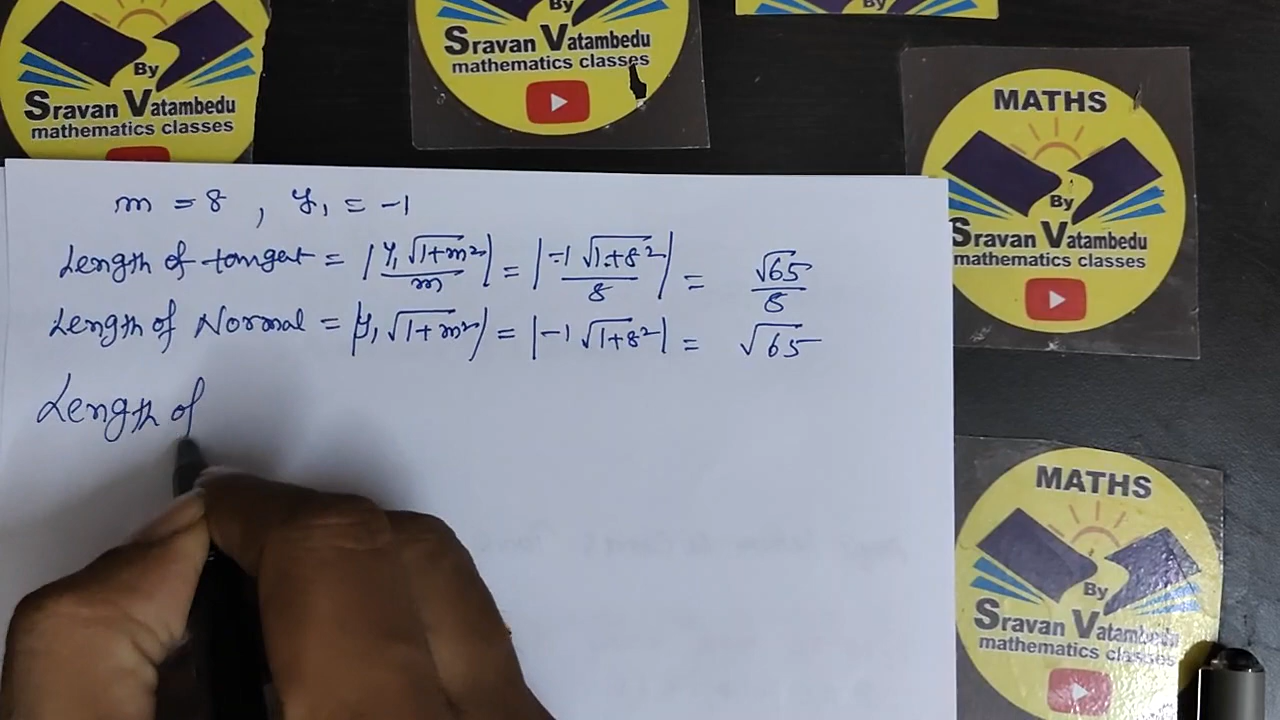 By
Sravan Vatambedu
mathematics classes
By
Sravan Vatambedu
mathematics classes
By
MATHS
By
Sravan Vatambedu
mathematics classes
m = 8 , y₁ = -1
Length of tangent = |y₁ √1+m²/m| = |-1 √1+8²/8| = √65/8
Length of Normal = |y₁ √1+m²| = |-1 √1+8²| = √65
Length of
MATHS
By
Sravan Vatambedu
mathematics classes